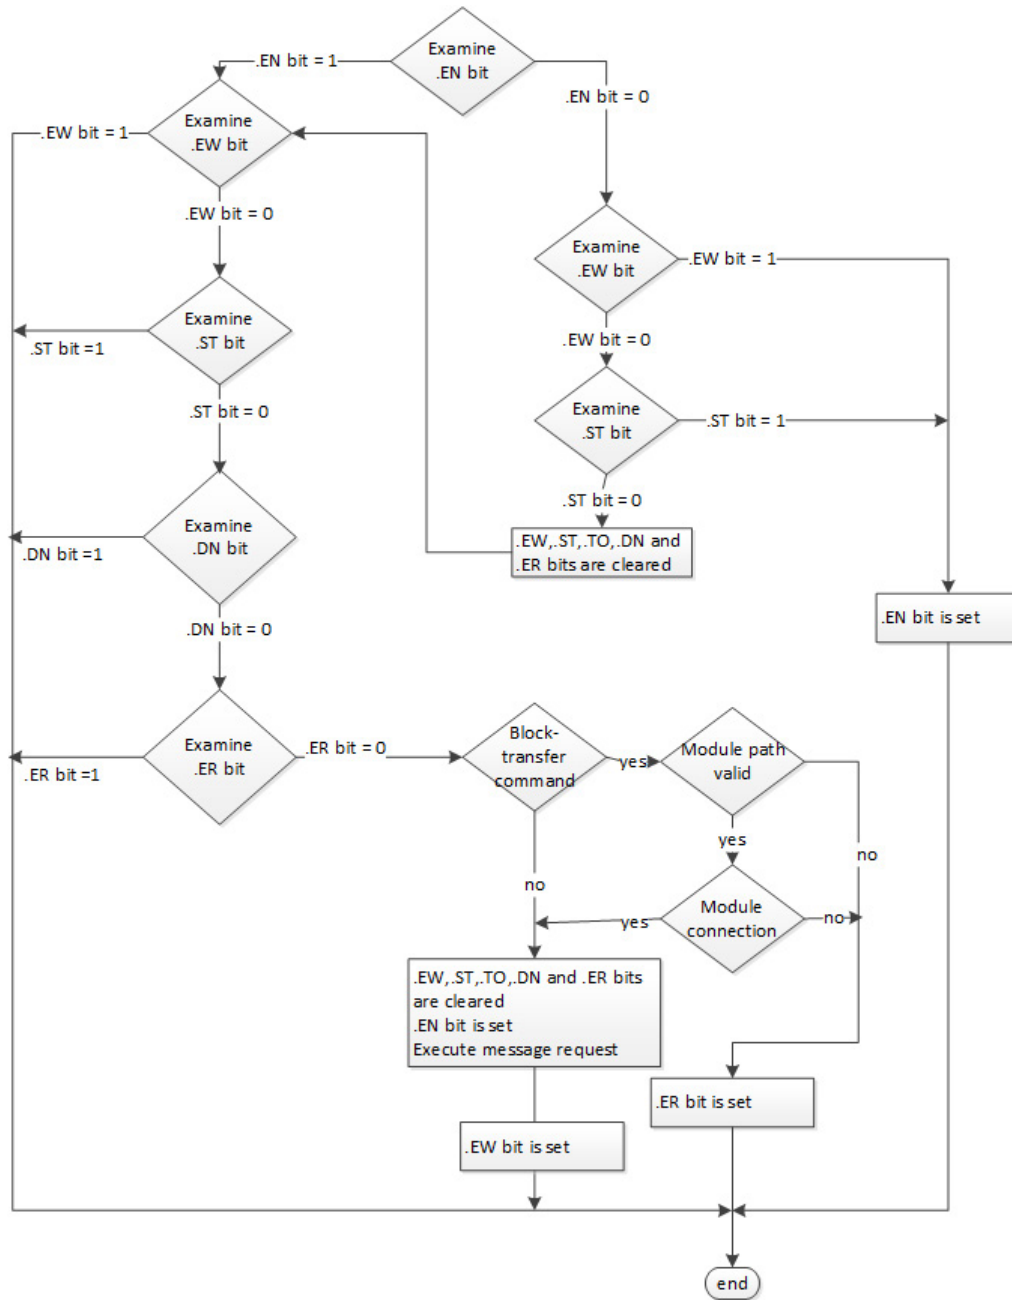 Examine
.EN bit
.EN bit = 1
.EN bit = 0
Examine
.EW bit
.EW bit = 1
.EW bit = 0
Examine
.EW bit
.EW bit = 1
.EW bit = 0
Examine
.ST bit
.ST bit =1
.ST bit = 0
Examine
.ST bit
.ST bit = 1
.ST bit = 0
.EW,.ST,.TO,.DN and
.ER bits are cleared
Examine
.DN bit
.DN bit =1
.DN bit = 0
.EN bit is set
Examine
.ER bit
.ER bit =1
.ER bit = 0
Block-
transfer
command
yes
no
Module path
valid
yes
no
Module
connection
yes
no
.EW,.ST,.TO,.DN and .ER bits
are cleared
.EN bit is set
Execute message request
.ER bit is set
.EW bit is set
end